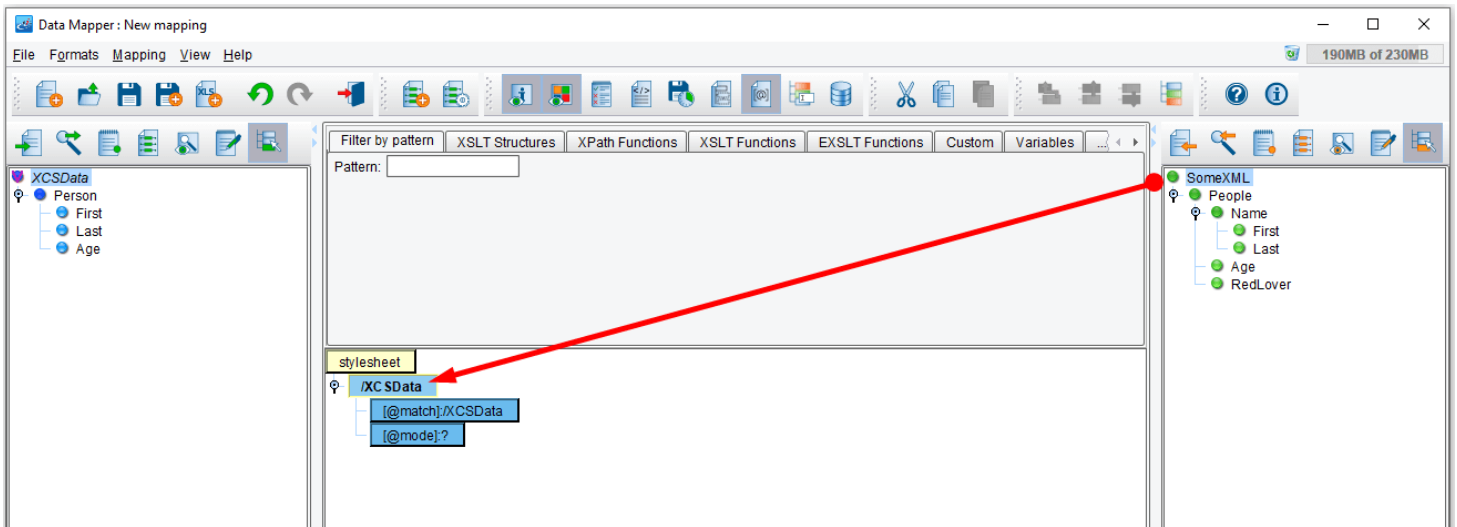 Data Mapper : New mapping
File Formats Mapping View Help
190MB of 230MB
XLS
Filter by pattern XSLT Structures XPath Functions XSLT Functions EXSLT Functions Custom Variables ...
Pattern:
XCSData
Person
First
Last
Age
stylesheet
/XCSData
[@match]:/XCSData
[@mode]:?
SomeXML
People
Name
First
Last
Age
RedLover